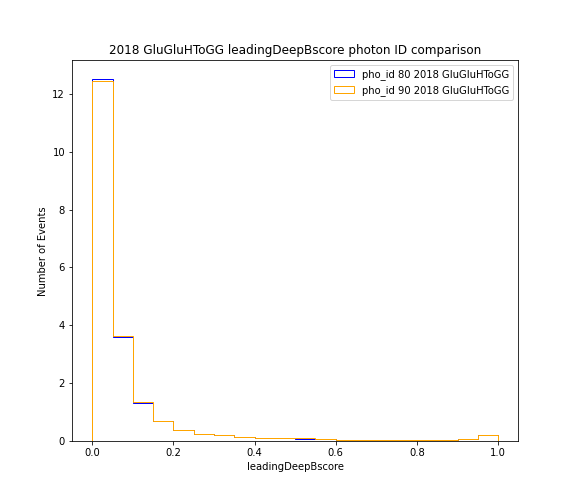 2018 GluGluHToGG leadingDeepBscore photon ID comparison
pho_id 80 2018 GluGluHToGG
pho_id 90 2018 GluGluHToGG
Number of Events
12
10
8
6
4
2
0
0.0 0.2 0.4 0.6 0.8 1.0
leadingDeepBscore